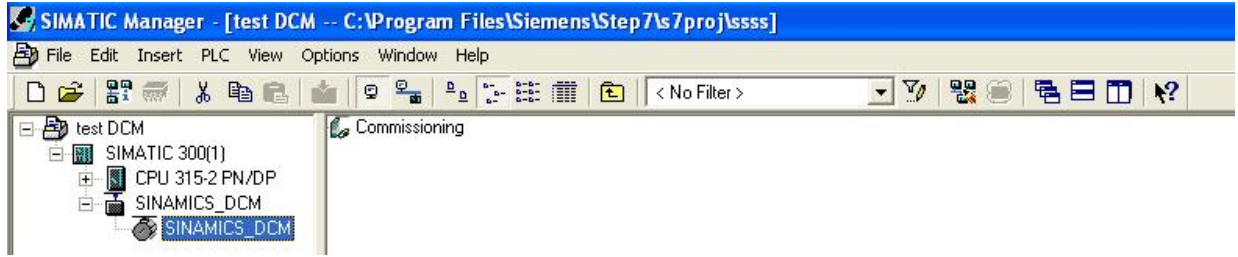 SIMATIC Manager - [test DCM -- C:\Program Files\Siemens\Step7\s7proj\ssss]
File Edit Insert PLC View Options Window Help
< No Filter >
test DCM
Commissioning
SIMATIC 300(1)
CPU 315-2 PN/DP
SINAMICS_DCM
SINAMICS_DCM